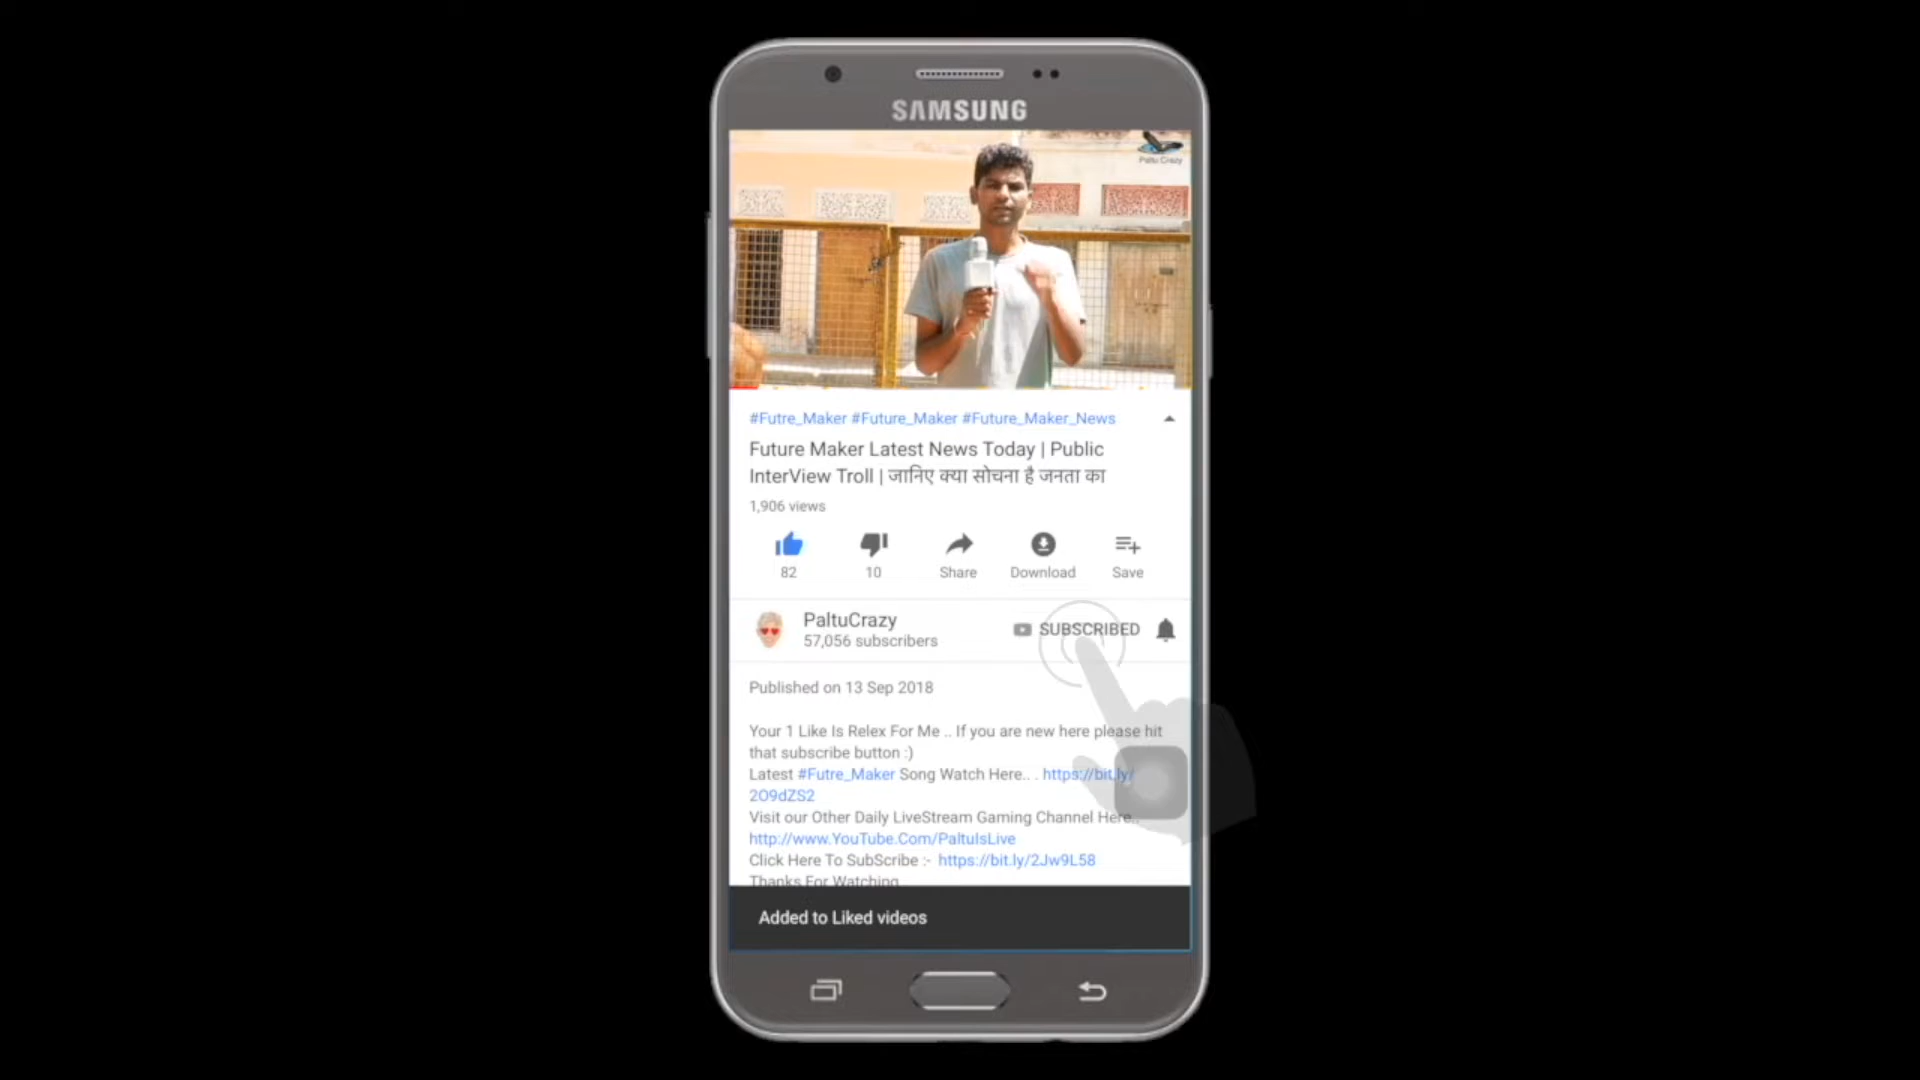 SAMSUNG
Paltu Crazy
#Futre_Maker #Future_Maker #Future_Maker_News
Future Maker Latest News Today | Public
InterView Troll | जानिए क्या सोचना है जनता का
1,906 views
82
10
Share
Download
Save
PaltuCrazy
57,056 subscribers
SUBSCRIBED
Published on 13 Sep 2018
Your 1 Like Is Relex For Me .. If you are new here please hit
that subscribe button :)
Latest #Futre_Maker Song Watch Here.. . https://bit.ly/
2O9dZS2
Visit our Other Daily LiveStream Gaming Channel Here..
http://www.YouTube.Com/PaltuIsLive
Click Here To SubScribe :- https://bit.ly/2Jw9L58
Thanks For Watching
Added to Liked videos